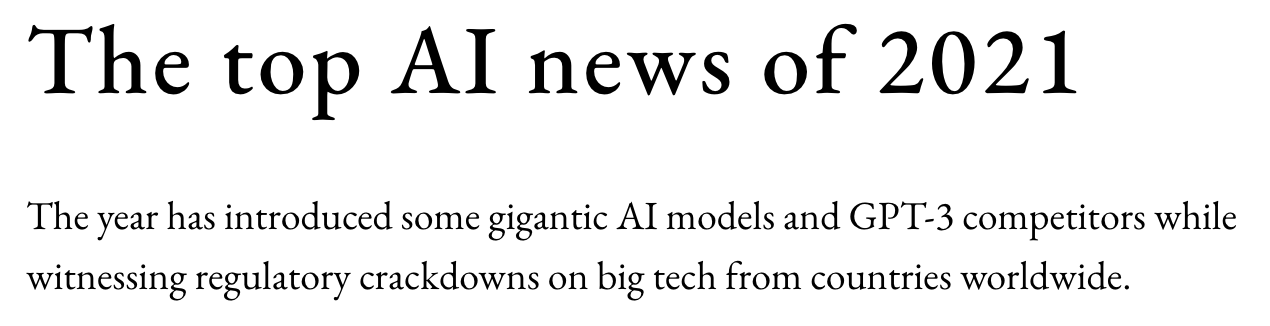 The top AI news of 2021
The year has introduced some gigantic AI models and GPT-3 competitors while
witnessing regulatory crackdowns on big tech from countries worldwide.